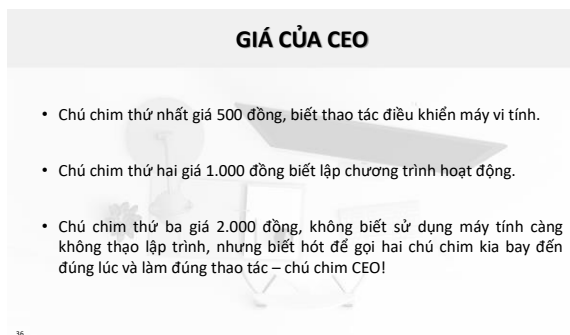 GIÁ CỦA CEO
• Chú chim thứ nhất giá 500 đồng, biết thao tác điều khiển máy vi tính.
• Chú chim thứ hai giá 1.000 đồng biết lập chương trình hoạt động.
• Chú chim thứ ba giá 2.000 đồng, không biết sử dụng máy tính càng
không thạo lập trình, nhưng biết hót để gọi hai chú chim kia bay đến
đúng lúc và làm đúng thao tác – chú chim CEO!
36